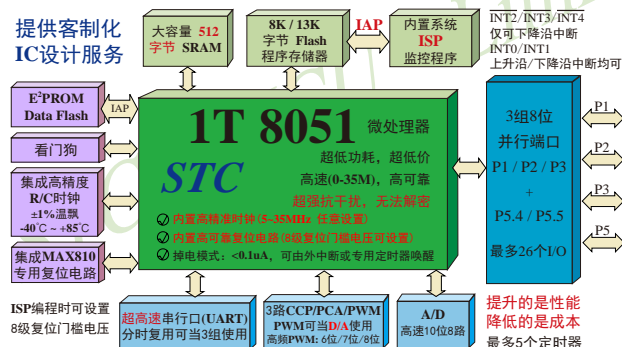 提供客制化
IC设计服务
大容量 512
字节 SRAM
8K / 13K
字节 Flash
程序存储器
IAP
内置系统
ISP
监控程序
INT2/INT3/INT4
仅可下降沿中断
INT0/INT1
上升沿/下降沿中断均可
E²PROM
Data Flash
IAP
看门狗
集成高精度
R/C时钟
±1%温飘
-40℃ ~ +85℃
集成MAX810
专用复位电路
1T 8051 微处理器
STC
超低功耗，超低价
高速(0-35M)，高可靠
超强抗干扰，无法解密
内置高精准时钟(5~35MHz 任意设置)
内置高可靠复位电路(8级复位门槛电压可设置)
掉电模式：<0.1uA，可由外中断或专用定时器唤醒
3组8位
并行端口
P1 / P2 / P3
+
P5.4 / P5.5
最多26个I/O
P1
P2
P3
P5
ISP编程时可设置
8级复位门槛电压
超高速串行口(UART)
分时复用可当3组使用
3路CCP/PCA/PWM
PWM可当D/A使用
高频PWM: 6位/7位/8位
A/D
高速10位8路
提升的是性能
降低的是成本
最多5个定时器